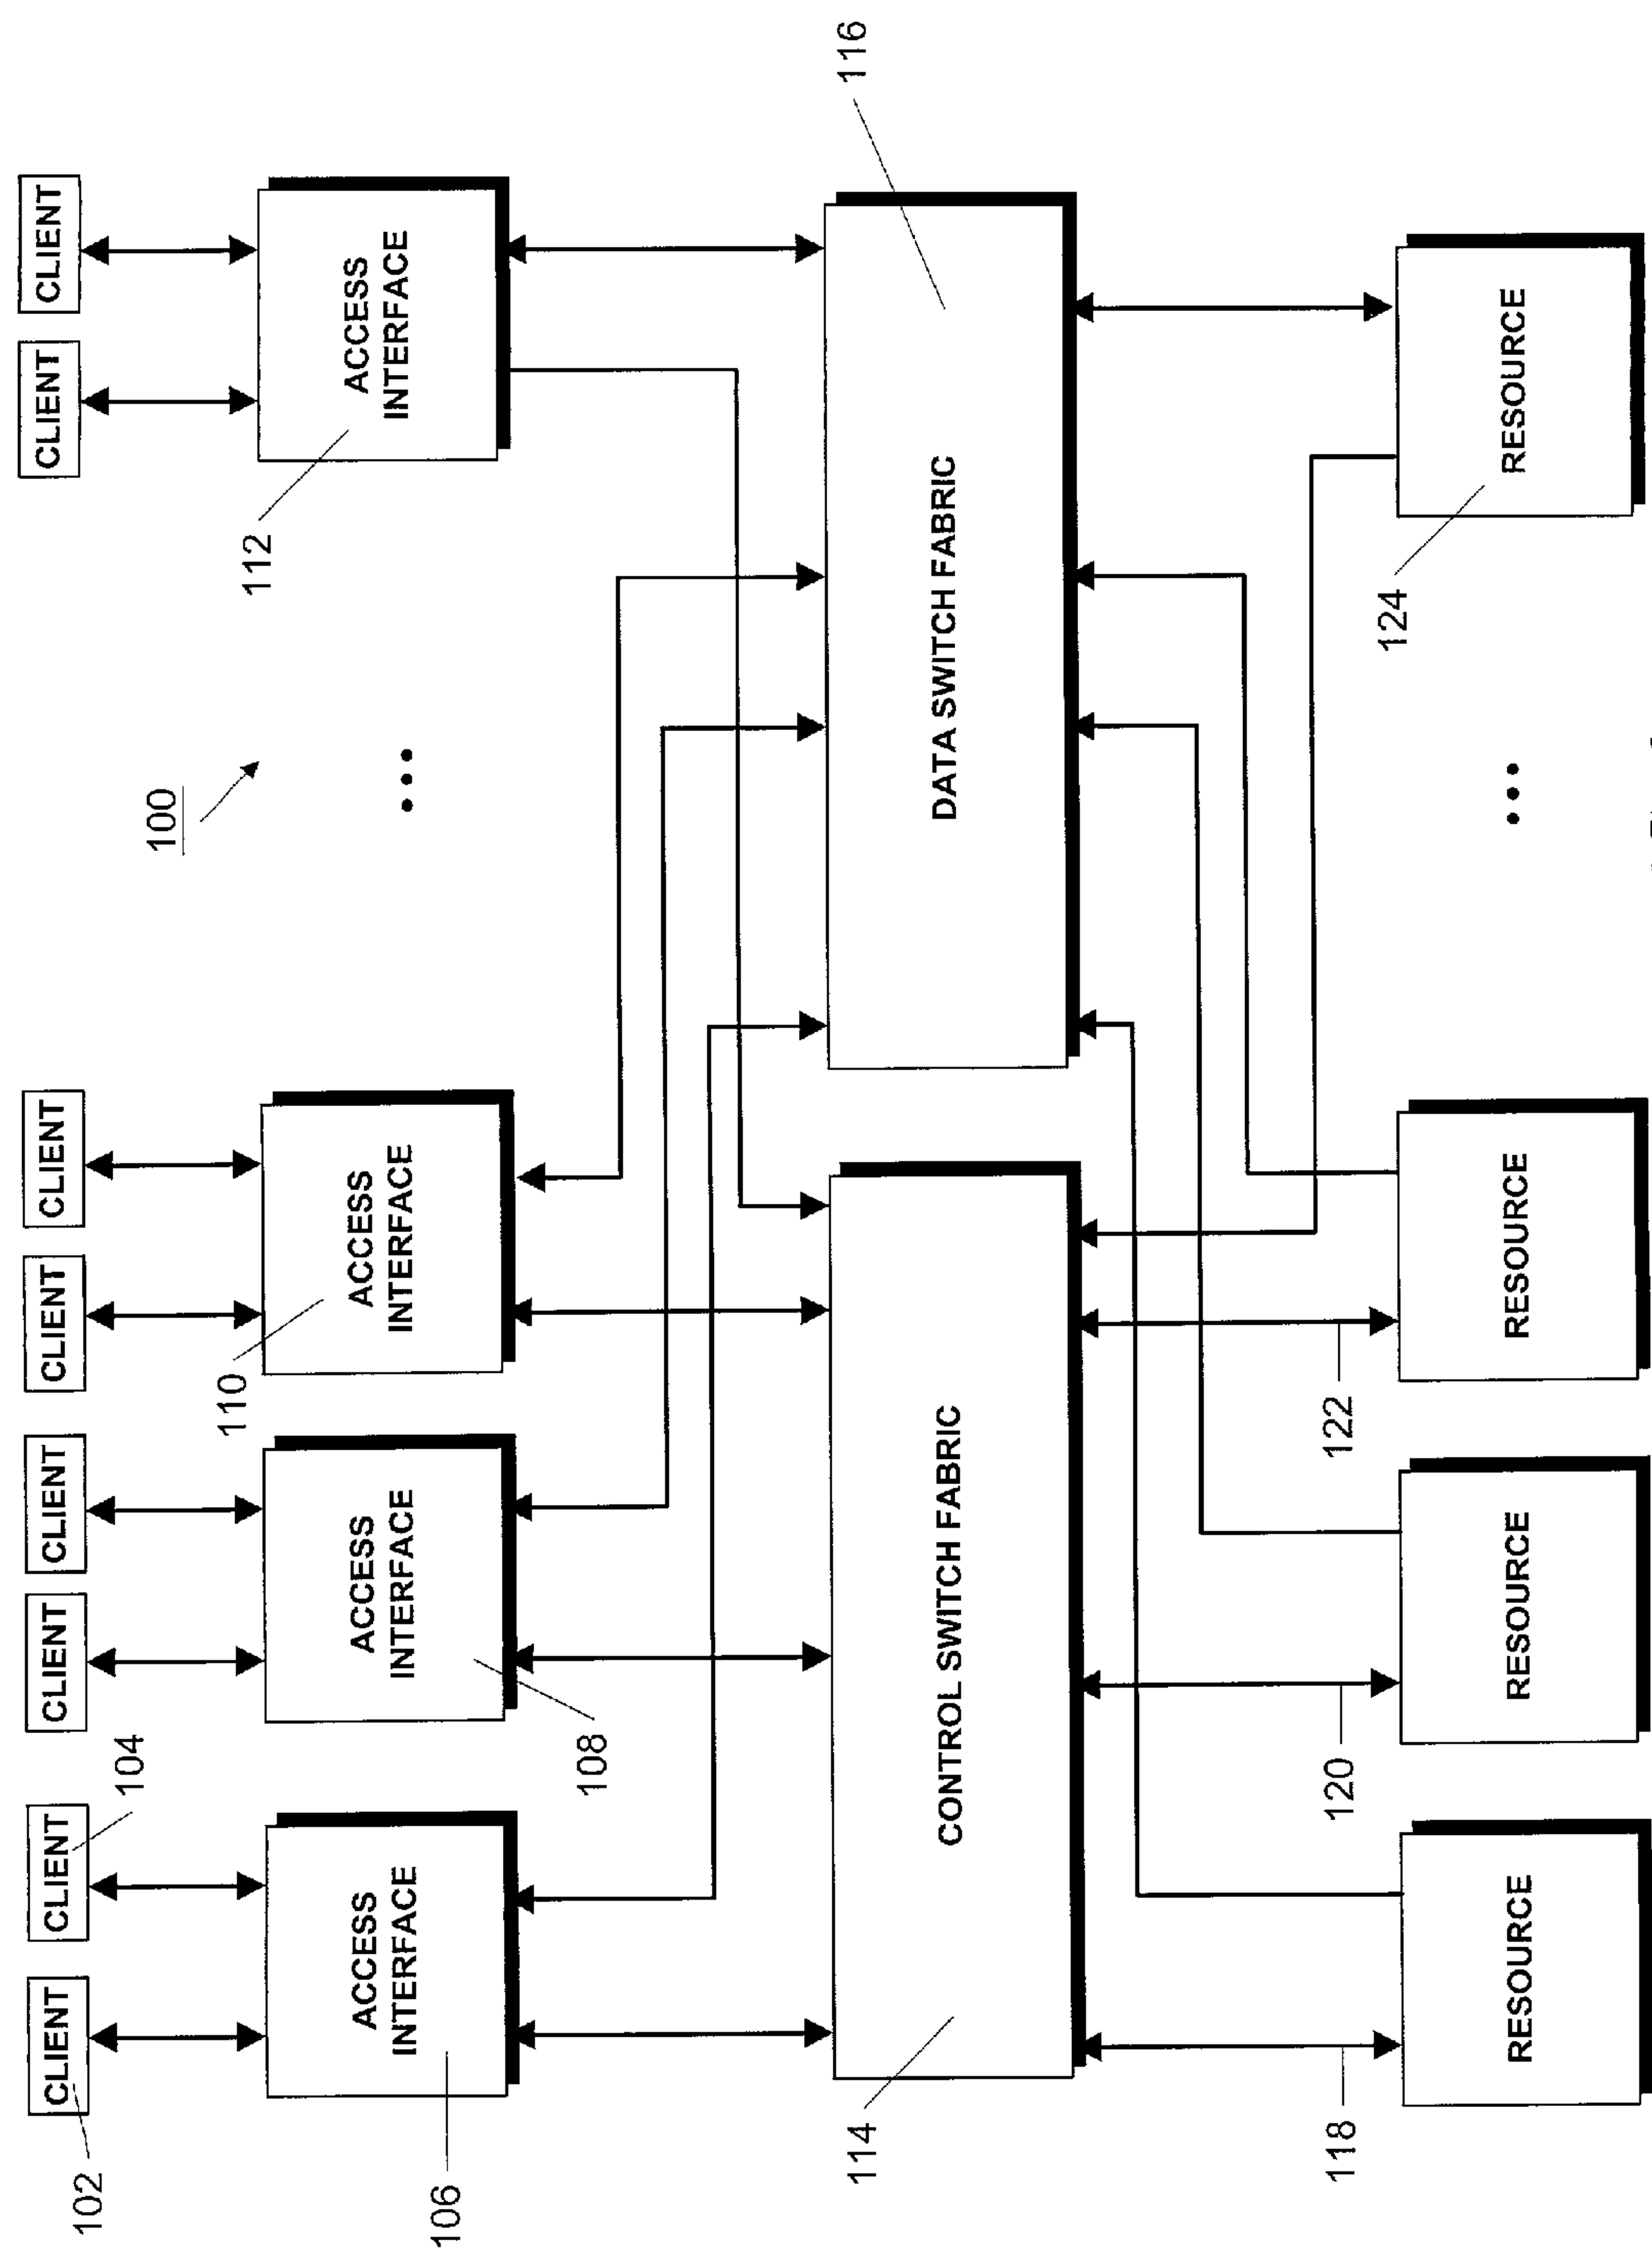 CLIENT
CLIENT
CLIENT
CLIENT
CLIENT
CLIENT
CLIENT
CLIENT
102
104
100
110
112
ACCESS
INTERFACE
ACCESS
INTERFACE
ACCESS
INTERFACE
ACCESS
INTERFACE
106
108
114
116
CONTROL SWITCH FABRIC
DATA SWITCH FABRIC
118
120
122
124
RESOURCE
RESOURCE
RESOURCE
...
RESOURCE